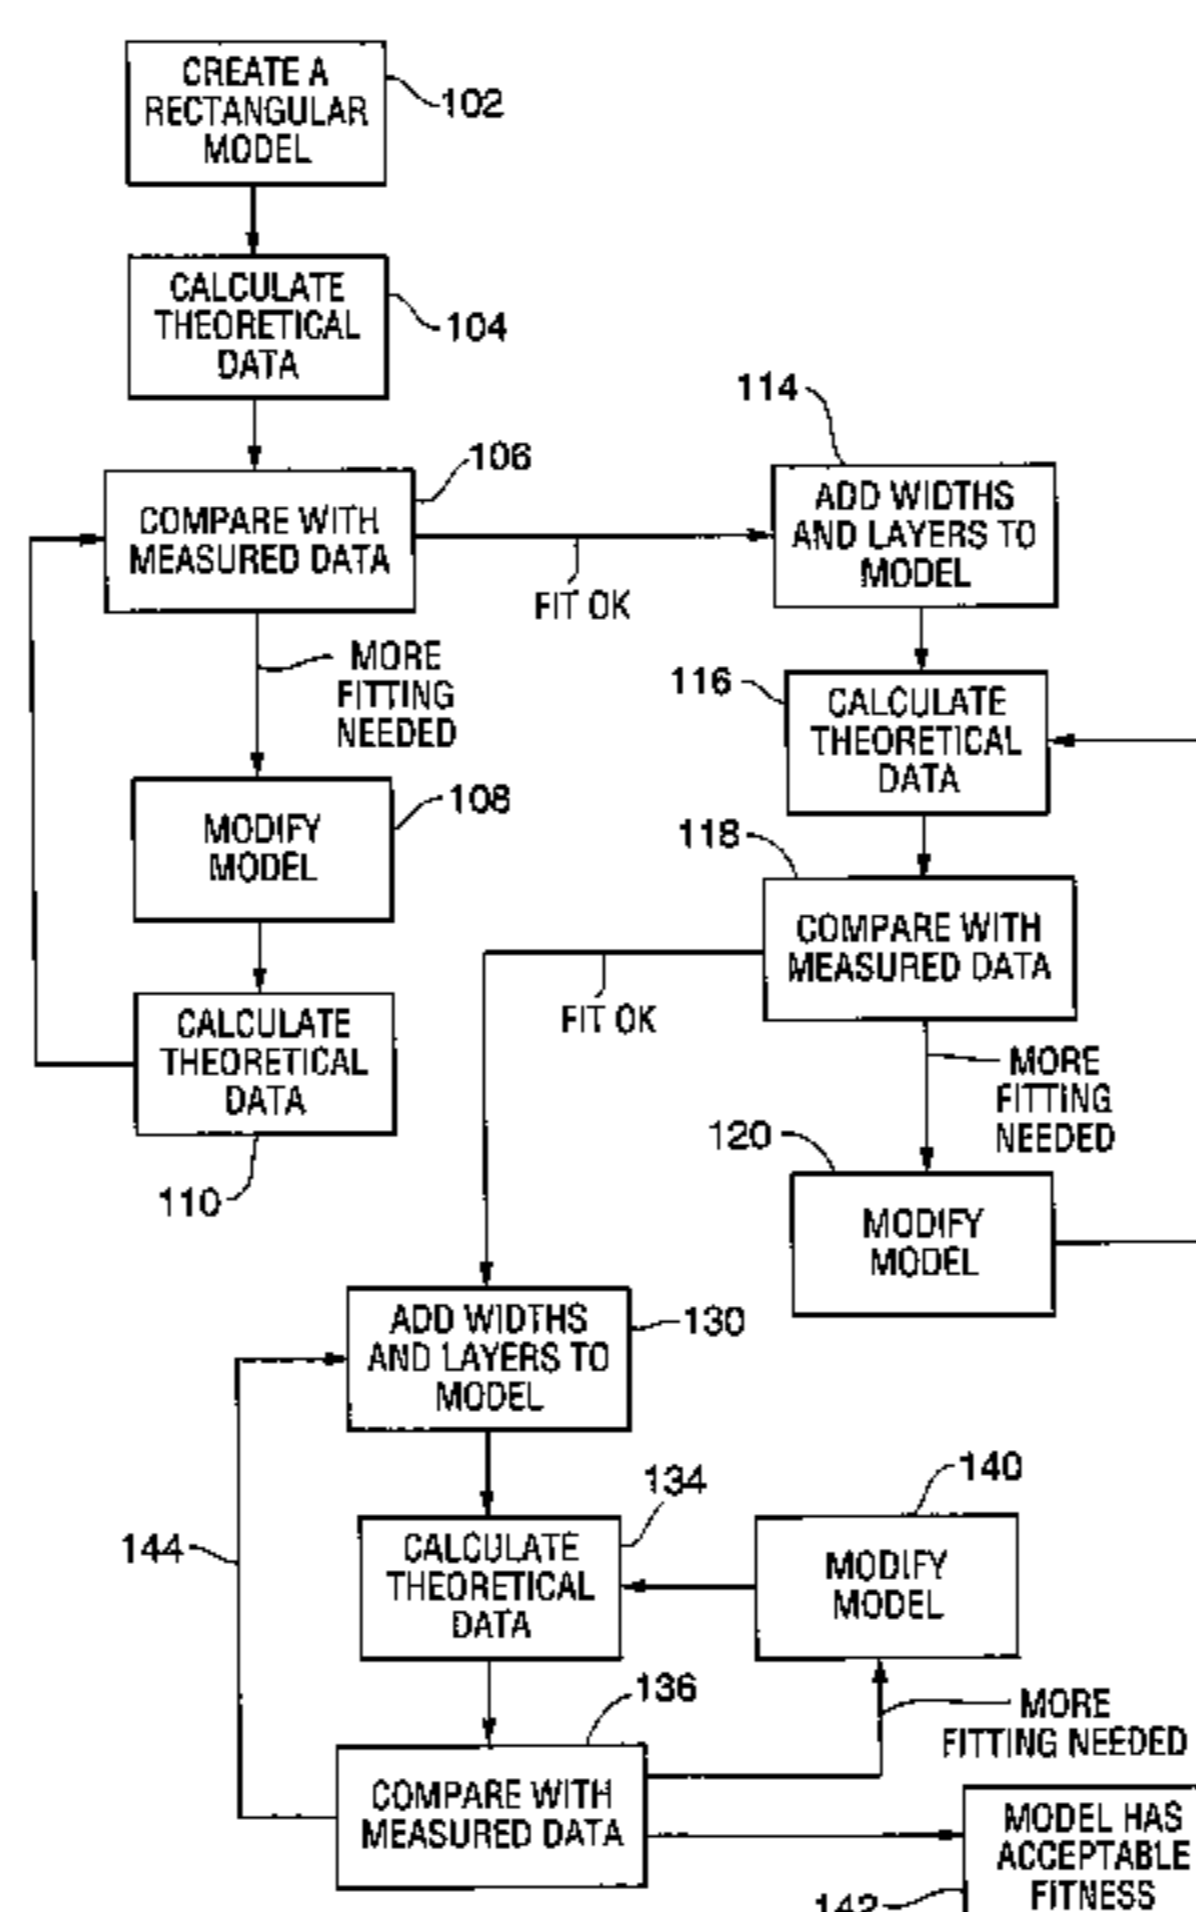 CREATE A
RECTANGULAR
MODEL
102
CALCULATE
THEORETICAL
DATA
104
106
COMPARE WITH
MEASURED DATA
FIT OK
114
ADD WIDTHS
AND LAYERS TO
MODEL
MORE
FITTING
NEEDED
116
CALCULATE
THEORETICAL
DATA
108
MODIFY
MODEL
118
COMPARE WITH
MEASURED DATA
FIT OK
CALCULATE
THEORETICAL
DATA
110
MORE
FITTING
NEEDED
120
MODIFY
MODEL
ADD WIDTHS
AND LAYERS TO
MODEL
130
134
140
144
CALCULATE
THEORETICAL
DATA
MODIFY
MODEL
136
MORE
FITTING NEEDED
COMPARE WITH
MEASURED DATA
MODEL HAS
ACCEPTABLE
FITNESS
142